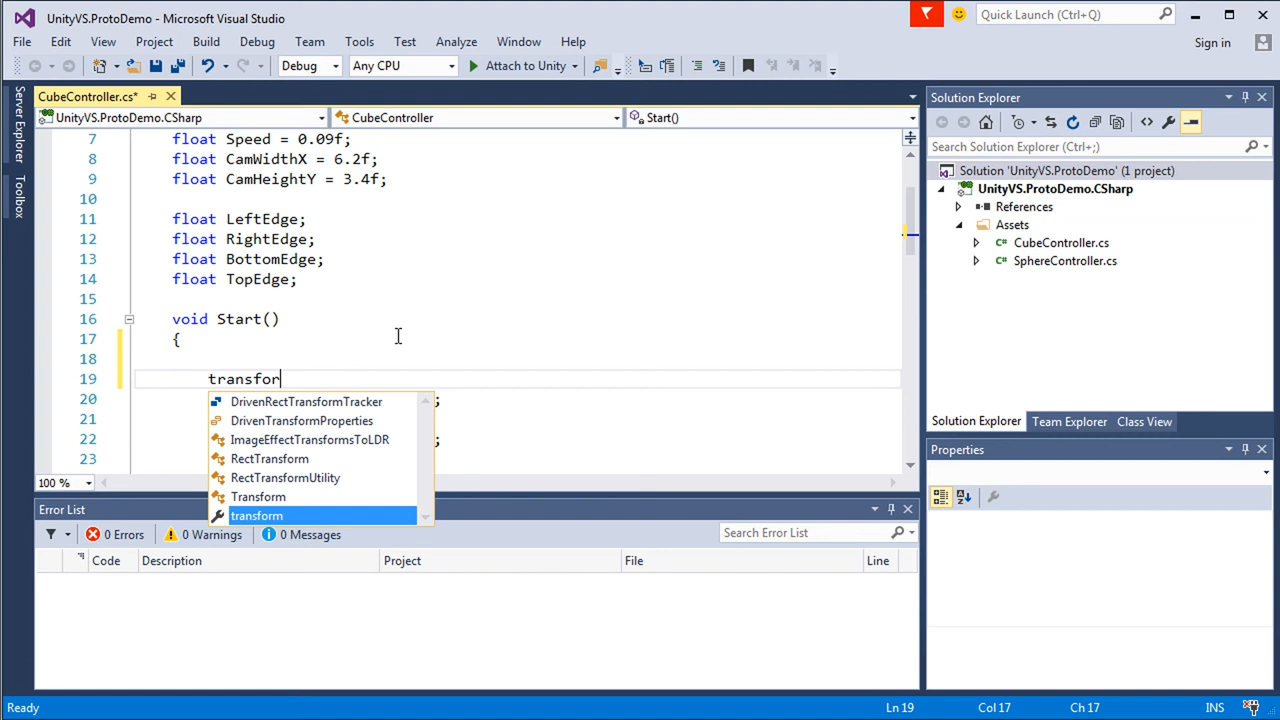 UnityVS.ProtoDemo - Microsoft Visual Studio
Quick Launch (Ctrl+Q)
File Edit View Project Build Debug Team Tools Test Analyze Window Help
Sign in
Debug Any CPU Attach to Unity
Server Explorer
Toolbox
CubeController.cs*
UnityVS.ProtoDemo.CSharp CubeController Start()
7 float Speed = 0.09f;
8 float CamWidthX = 6.2f;
9 float CamHeightY = 3.4f;
10
11 float LeftEdge;
12 float RightEdge;
13 float BottomEdge;
14 float TopEdge;
15
16 void Start()
17 {
18
19 transfor
20 ;
21
22 ;
23
DrivenRectTransformTracker
DrivenTransformProperties
ImageEffectTransformsToLDR
RectTransform
RectTransformUtility
Transform
transform
100 %
Error List
0 Errors 0 Warnings 0 Messages
Search Error List
Code Description Project File Line
Solution Explorer
Search Solution Explorer (Ctrl+;)
Solution 'UnityVS.ProtoDemo' (1 project)
UnityVS.ProtoDemo.CSharp
References
Assets
CubeController.cs
SphereController.cs
Solution Explorer Team Explorer Class View
Properties
Ready Ln 19 Col 17 Ch 17 INS